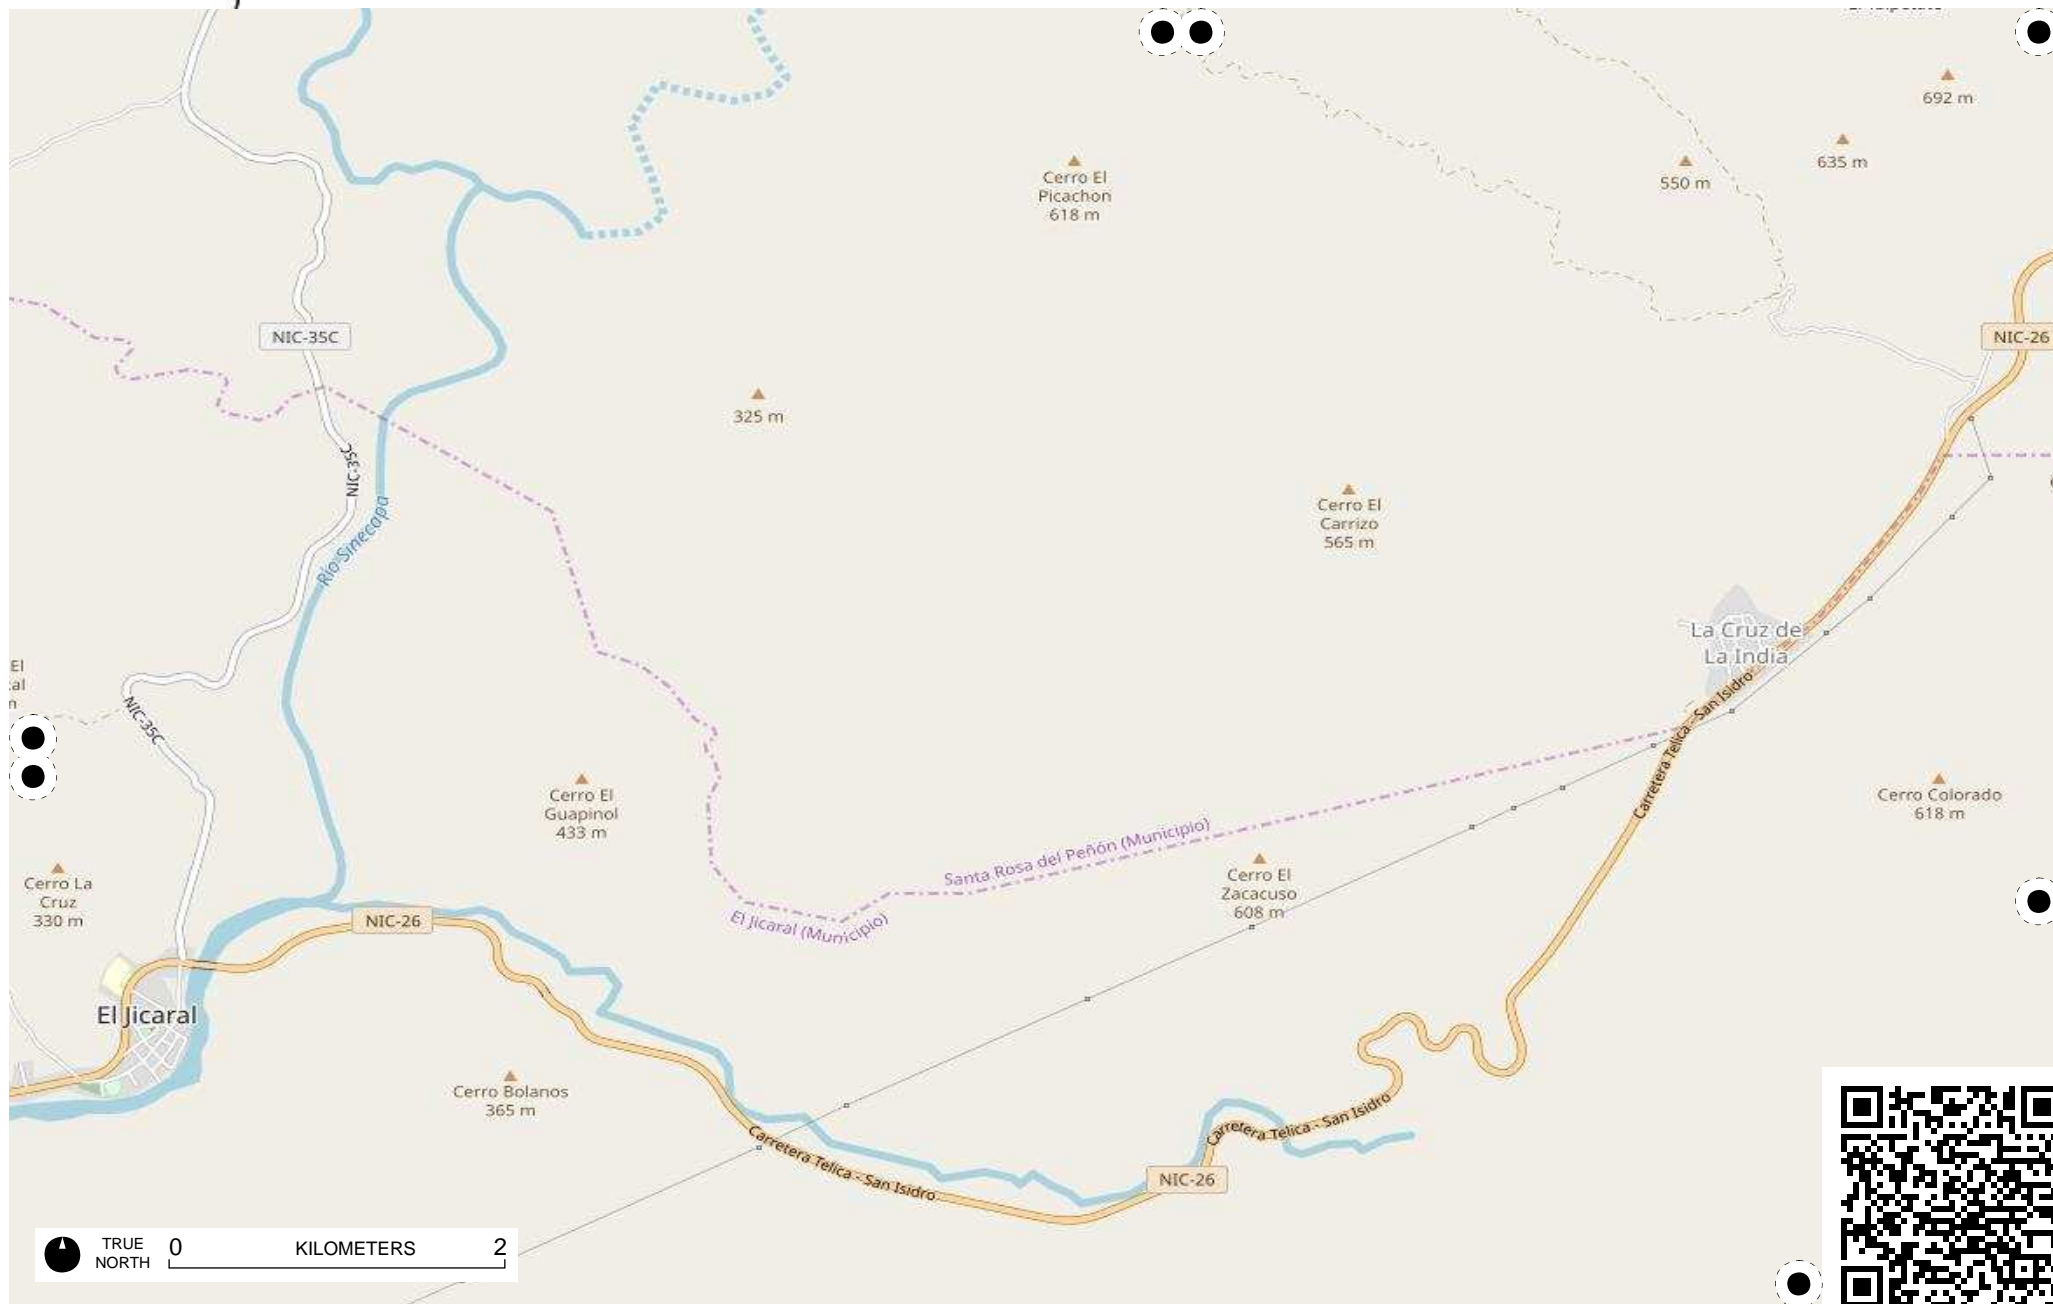 692 m
635 m
550 m
Cerro El
Picachon
618 m
NIC-35C
NIC-26
325 m
NIC-35C
Río Sinecapa
Cerro El
Carrizo
565 m
La Cruz de
La India
El
NIC-35C
Carretera Telica - San Isidro
Cerro El
Guapinol
433 m
Cerro Colorado
618 m
Santa Rosa del Peñón (Municipio)
El Jicaral (Municipio)
Cerro El
Zacacuso
608 m
Cerro La
Cruz
330 m
NIC-26
El Jicaral
Cerro Bolanos
365 m
Carretera Telica - San Isidro
Carretera Telica - San Isidro
NIC-26
TRUE
NORTH
0 KILOMETERS 2